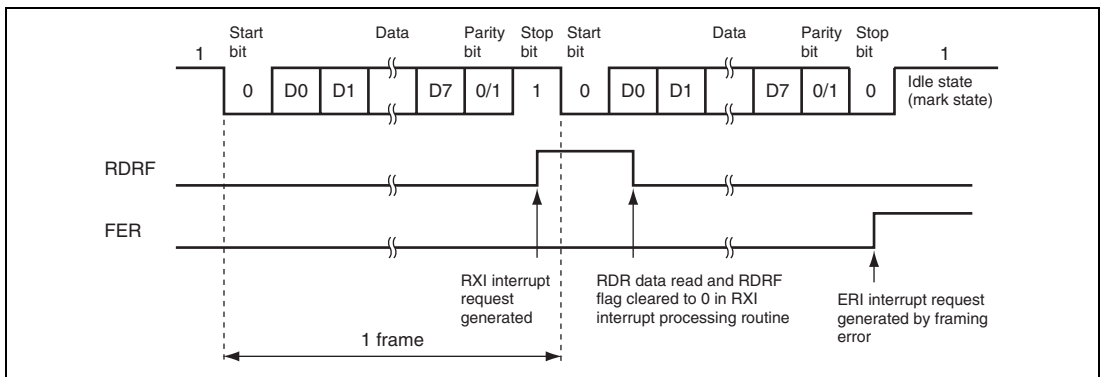 Start bit Data Parity bit Stop bit Start bit Data Parity bit Stop bit
1 1
0 D0 D1 D7 0/1 1 0 D0 D1 D7 0/1 0 Idle state (mark state)
RDRF
FER
RXI interrupt
request
generated
RDR data read and RDRF
flag cleared to 0 in RXI
interrupt processing routine
ERI interrupt request
generated by framing
error
1 frame